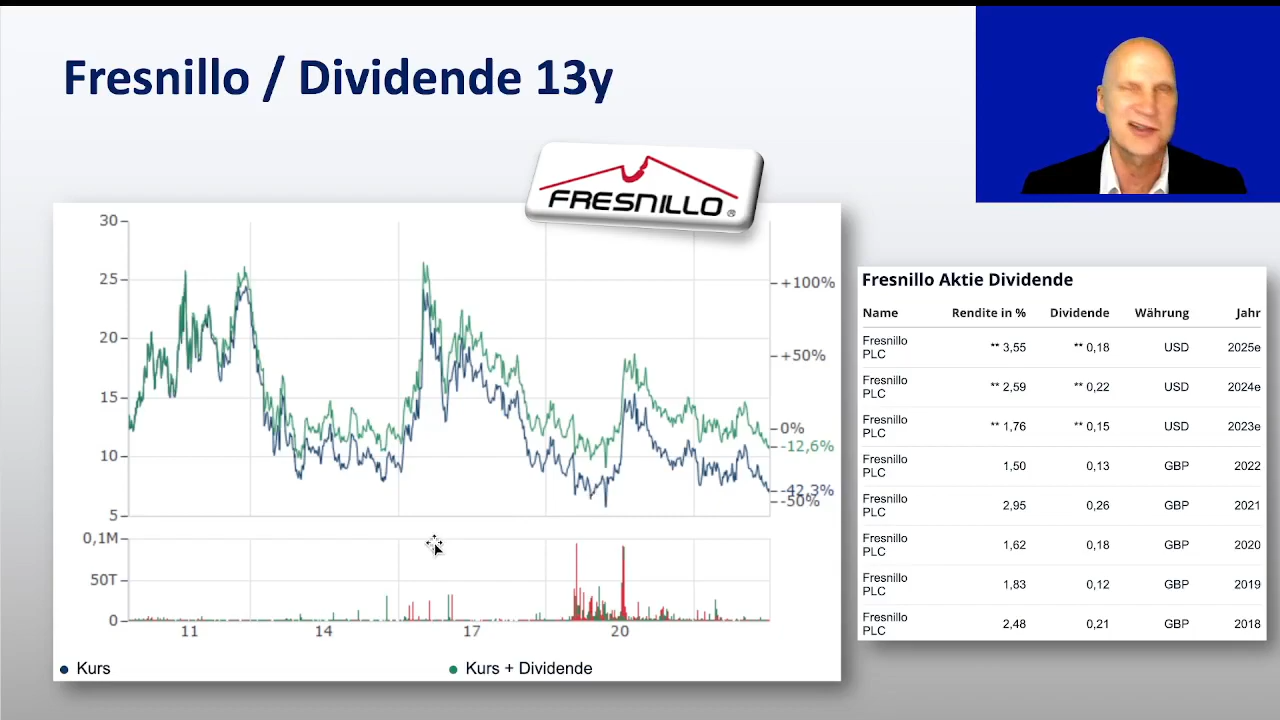 Fresnillo / Dividende 13y
FRESNILLO®
30
25
20
15
10
5
+100%
+50%
0%
-12,6%
-42,3%
-50%
0,1M
50T
0
11 14 17 20
Kurs Kurs + Dividende
Fresnillo Aktie Dividende
Name Rendite in % Dividende Währung Jahr
Fresnillo
PLC ** 3,55 ** 0,18 USD 2025e
Fresnillo
PLC ** 2,59 ** 0,22 USD 2024e
Fresnillo
PLC ** 1,76 ** 0,15 USD 2023e
Fresnillo
PLC 1,50 0,13 GBP 2022
Fresnillo
PLC 2,95 0,26 GBP 2021
Fresnillo
PLC 1,62 0,18 GBP 2020
Fresnillo
PLC 1,83 0,12 GBP 2019
Fresnillo
PLC 2,48 0,21 GBP 2018